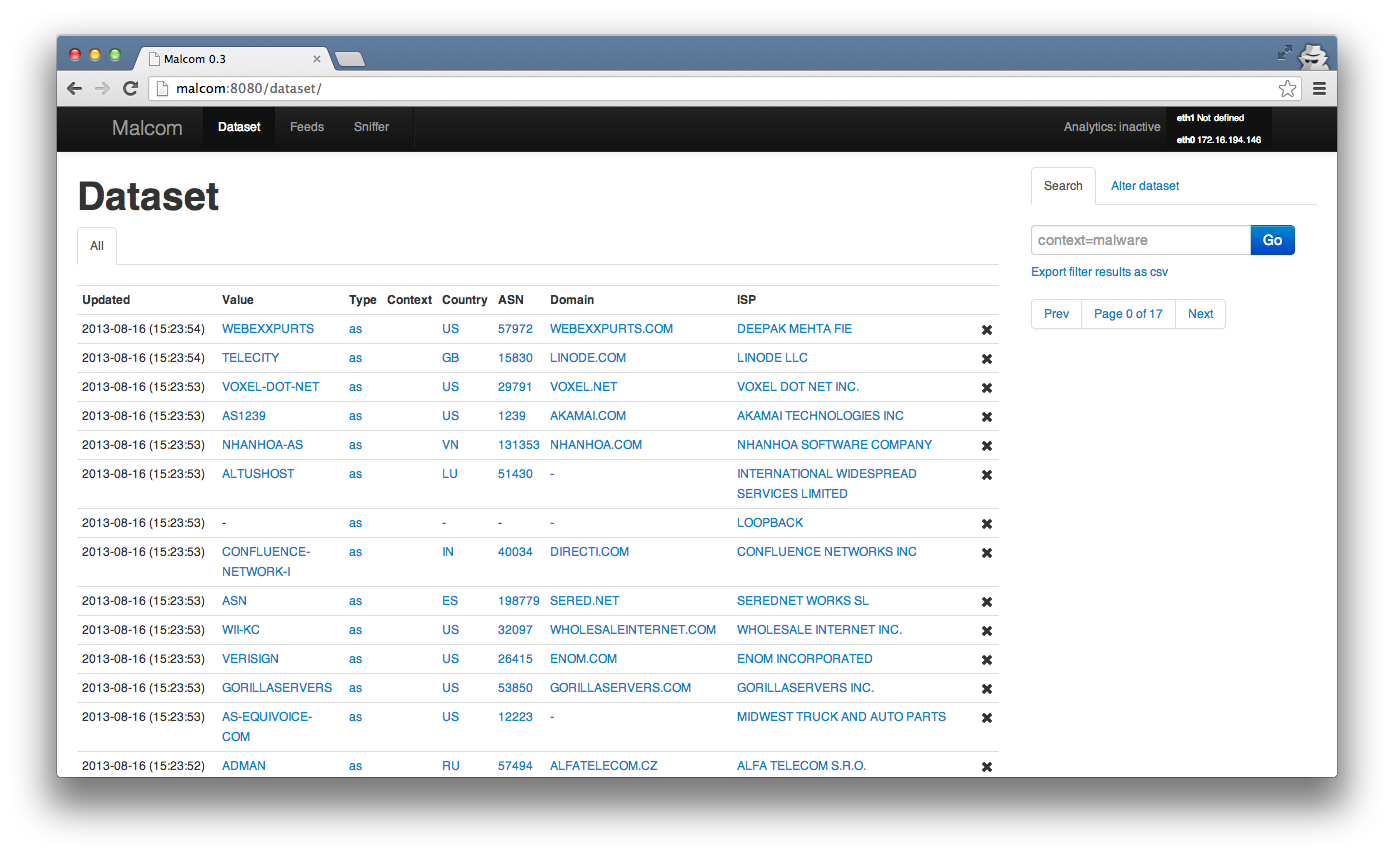 Malcom 0.3
malcom:8080/dataset/
Malcom Dataset Feeds Sniffer Analytics: inactive eth1 Not defined
eth0 172.16.194.146
Dataset
All
Search Alter dataset
context=malware Go
Export filter results as csv
Prev Page 0 of 17 Next
Updated Value Type Context Country ASN Domain ISP
2013-08-16 (15:23:54) WEBEXXPURTS as US 57972 WEBEXXPURTS.COM DEEPAK MEHTA FIE
2013-08-16 (15:23:54) TELECITY as GB 15830 LINODE.COM LINODE LLC
2013-08-16 (15:23:53) VOXEL-DOT-NET as US 29791 VOXEL.NET VOXEL DOT NET INC.
2013-08-16 (15:23:53) AS1239 as US 1239 AKAMAI.COM AKAMAI TECHNOLOGIES INC
2013-08-16 (15:23:53) NHANHOA-AS as VN 131353 NHANHOA.COM NHANHOA SOFTWARE COMPANY
2013-08-16 (15:23:53) ALTUSHOST as LU 51430 - INTERNATIONAL WIDESPREAD
SERVICES LIMITED
2013-08-16 (15:23:53) - as - - - LOOPBACK
2013-08-16 (15:23:53) CONFLUENCE- as IN 40034 DIRECTI.COM CONFLUENCE NETWORKS INC
NETWORK-I
2013-08-16 (15:23:53) ASN as ES 198779 SERED.NET SEREDNET WORKS SL
2013-08-16 (15:23:53) WII-KC as US 32097 WHOLESALEINTERNET.COM WHOLESALE INTERNET INC.
2013-08-16 (15:23:53) VERISIGN as US 26415 ENOM.COM ENOM INCORPORATED
2013-08-16 (15:23:53) GORILLASERVERS as US 53850 GORILLASERVERS.COM GORILLASERVERS INC.
2013-08-16 (15:23:53) AS-EQUIVOICE- as US 12223 - MIDWEST TRUCK AND AUTO PARTS
COM
2013-08-16 (15:23:52) ADMAN as RU 57494 ALFATELECOM.CZ ALFA TELECOM S.R.O.